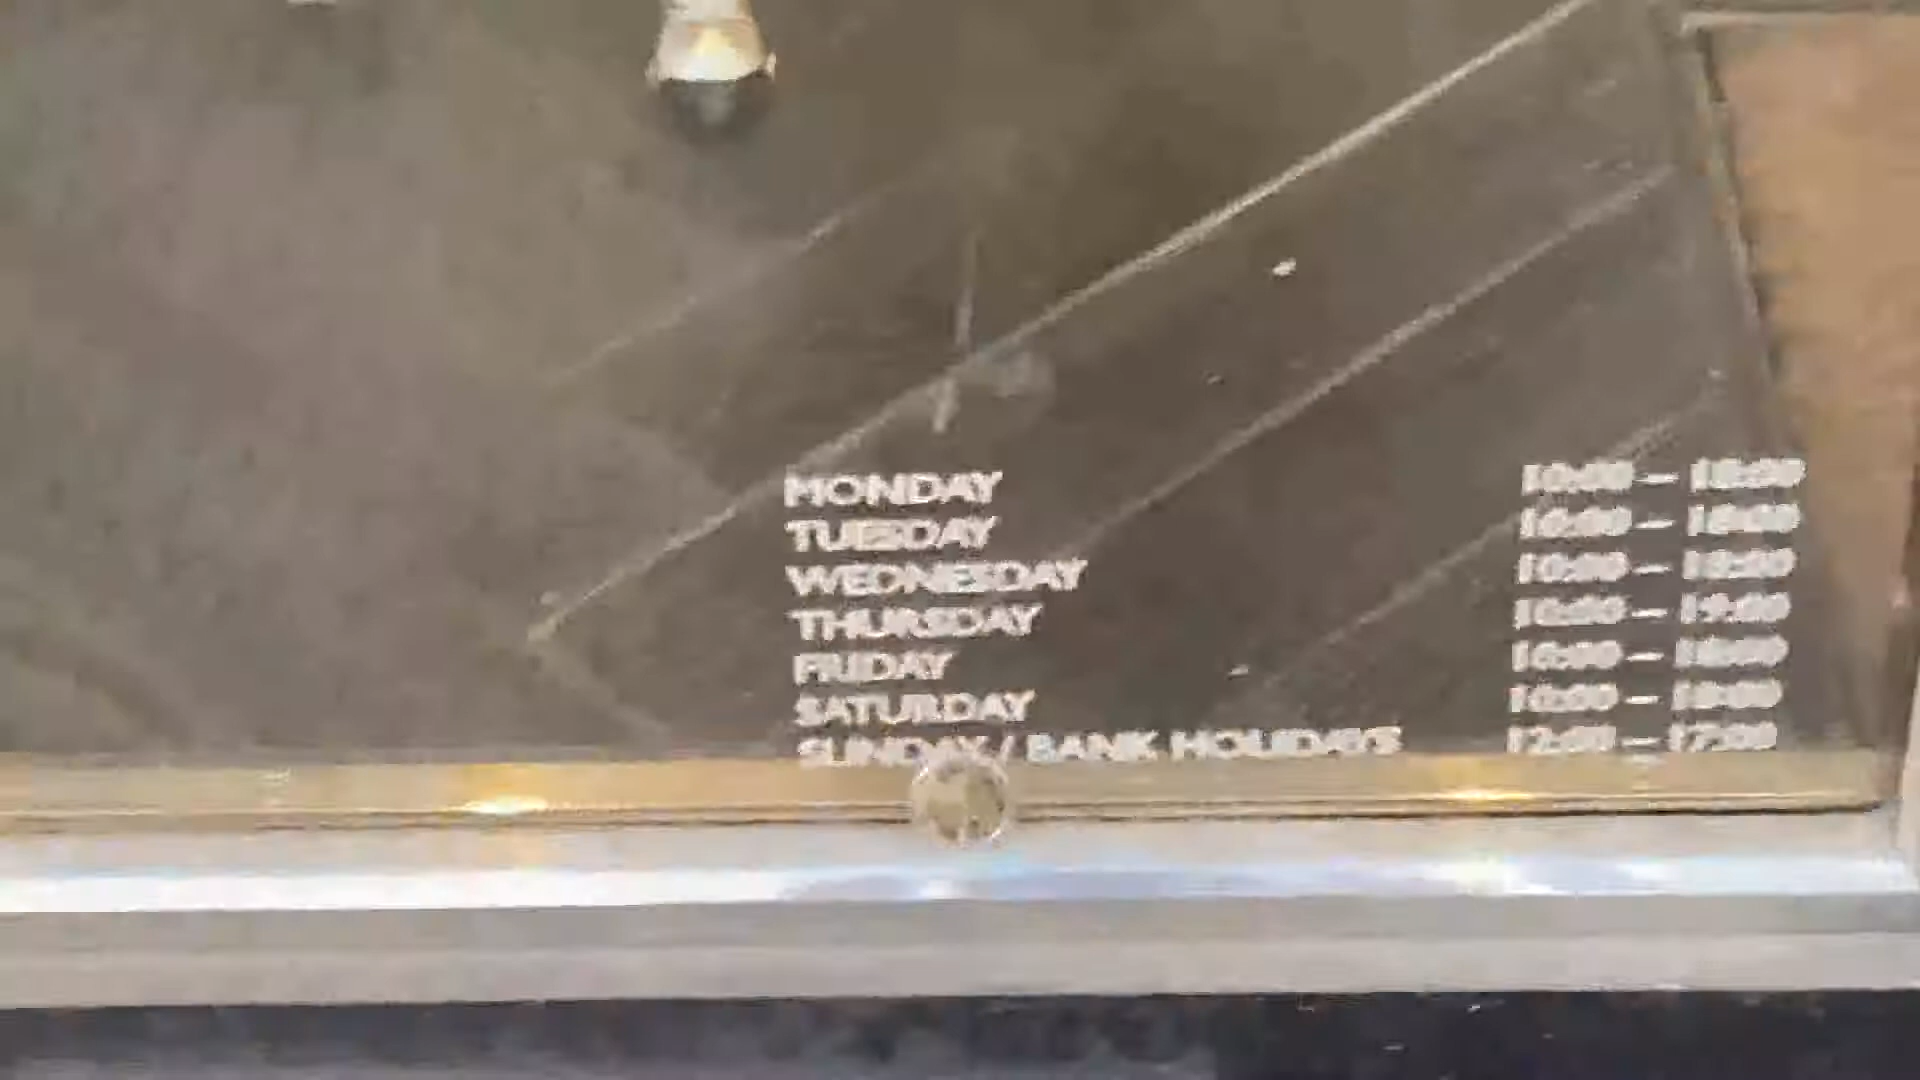 MONDAY 10:00 – 18:00
TUESDAY 10:00 – 18:00
WEDNESDAY 10:00 – 18:00
THURSDAY 10:00 – 19:00
FRIDAY 10:00 – 18:00
SATURDAY 10:00 – 18:00
SUNDAY / BANK HOLIDAYS 12:00 – 17:00